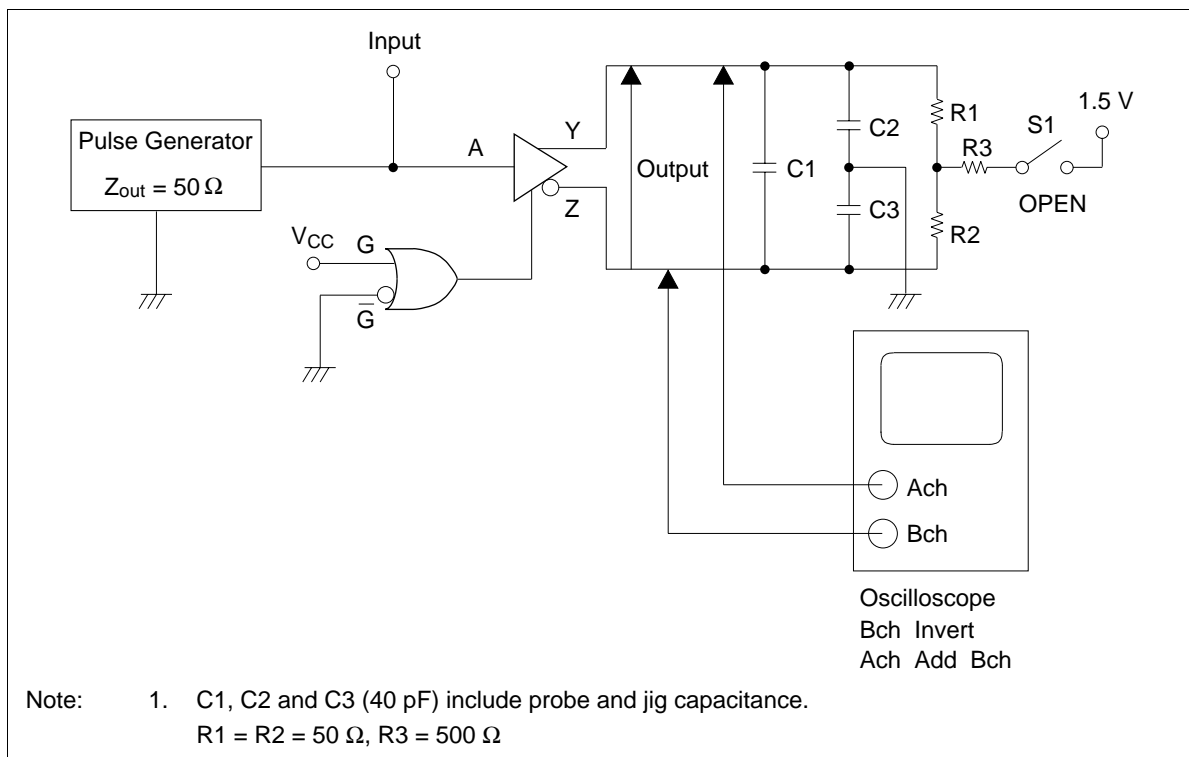 Input
Pulse Generator
Zout = 50 Ω
A
Y
Z
VCC
G
G̅
Output
C1
C2
C3
R1
R2
R3
S1
1.5 V
OPEN
Ach
Bch
Oscilloscope
Bch Invert
Ach Add Bch
Note: 1. C1, C2 and C3 (40 pF) include probe and jig capacitance.
R1 = R2 = 50 Ω, R3 = 500 Ω